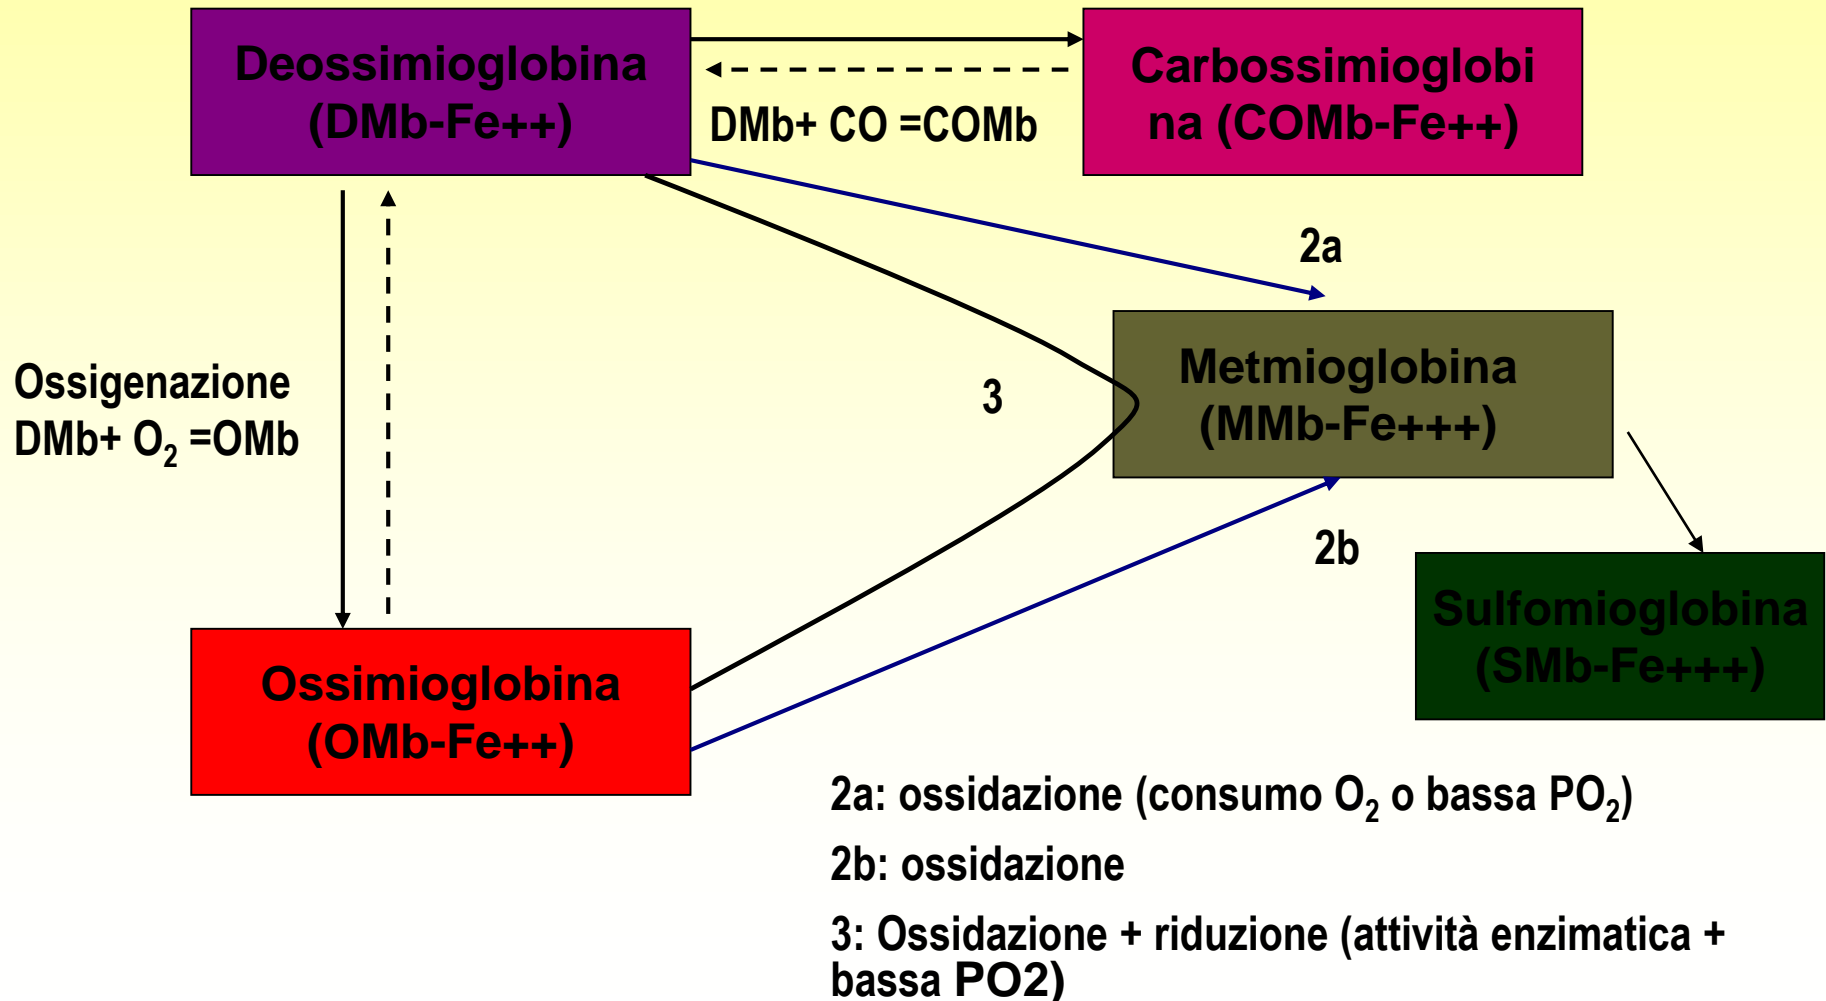 Deossimioglobina
(DMb-Fe++)
Carbossimioglobi
na (COMb-Fe++)
DMb+ CO =COMb
2a
Ossigenazione
DMb+ O₂ =OMb
3
Metmioglobina
(MMb-Fe+++)
2b
Sulfomioglobina
(SMb-Fe+++)
Ossimioglobina
(OMb-Fe++)
2a: ossidazione (consumo O₂ o bassa PO₂)
2b: ossidazione
3: Ossidazione + riduzione (attività enzimatica +
bassa PO2)